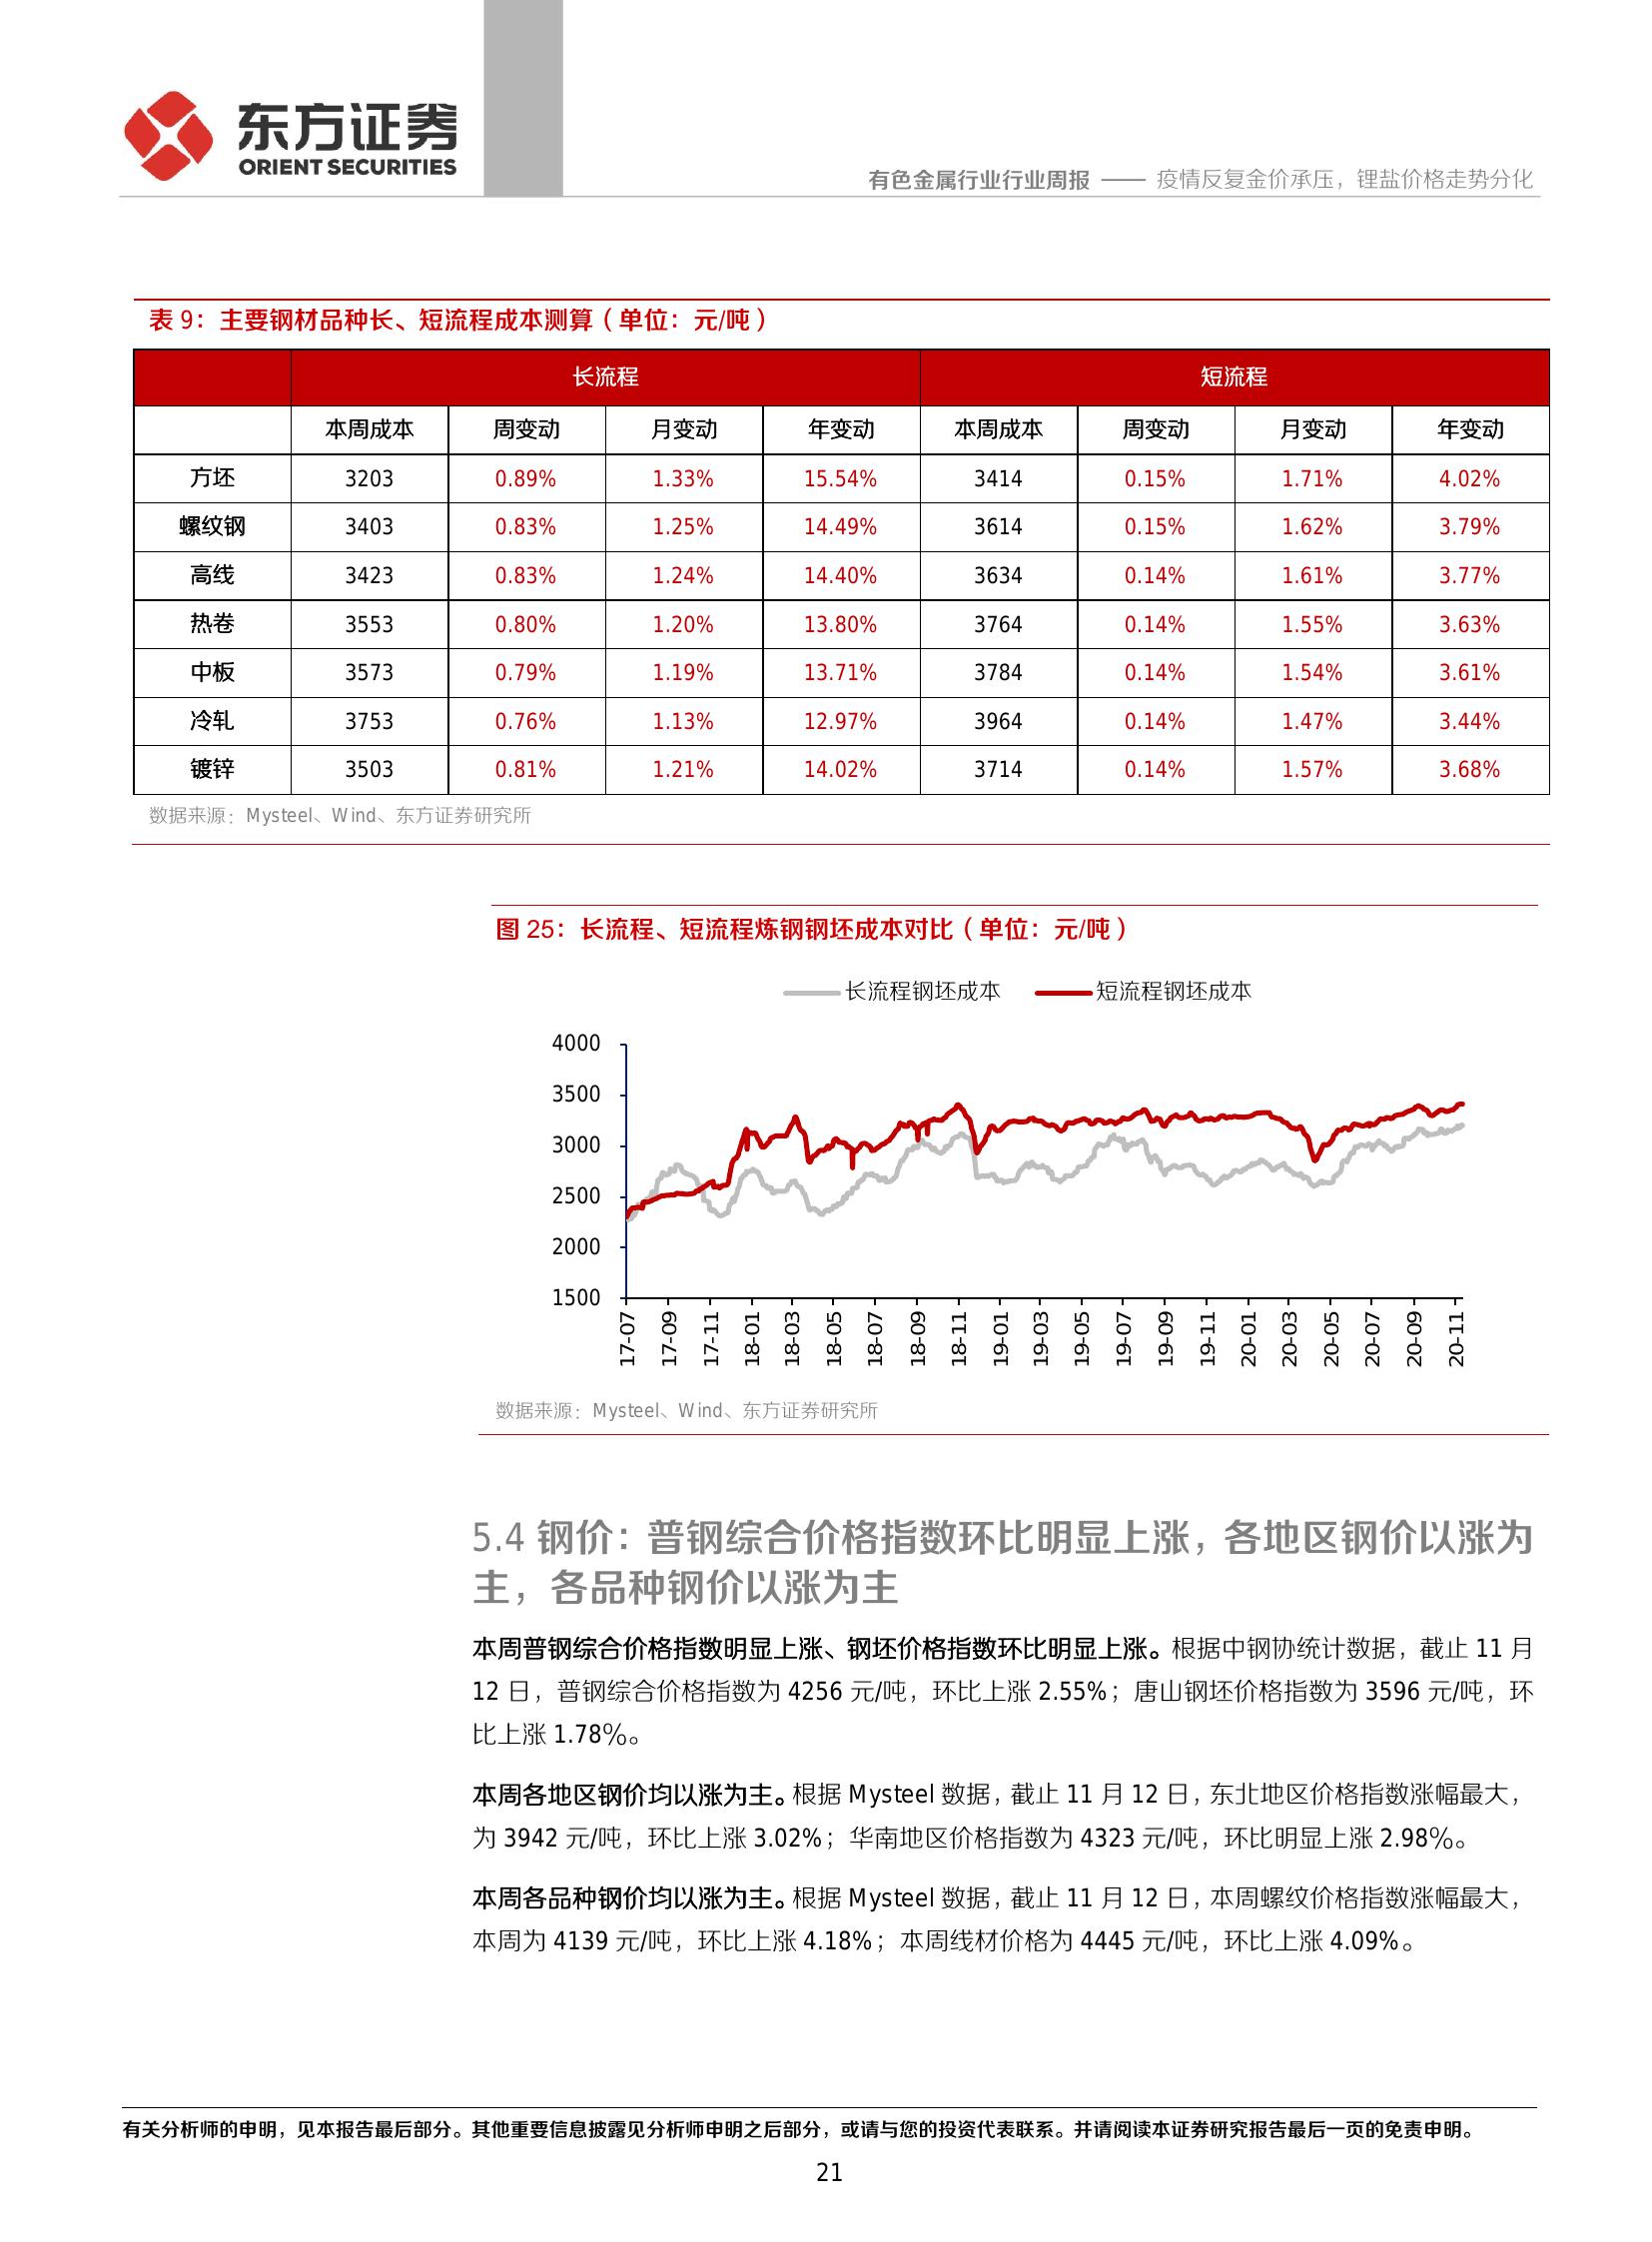 东方证券
ORIENT SECURITIES
有色金属行业行业周报 —— 疫情反复金价承压，锂盐价格走势分化
表 9：主要钢材品种长、短流程成本测算（单位：元/吨）
长流程 短流程
本周成本 周变动 月变动 年变动 本周成本 周变动 月变动 年变动
方坯 3203 0.89% 1.33% 15.54% 3414 0.15% 1.71% 4.02%
螺纹钢 3403 0.83% 1.25% 14.49% 3614 0.15% 1.62% 3.79%
高线 3423 0.83% 1.24% 14.40% 3634 0.14% 1.61% 3.77%
热卷 3553 0.80% 1.20% 13.80% 3764 0.14% 1.55% 3.63%
中板 3573 0.79% 1.19% 13.71% 3784 0.14% 1.54% 3.61%
冷轧 3753 0.76% 1.13% 12.97% 3964 0.14% 1.47% 3.44%
镀锌 3503 0.81% 1.21% 14.02% 3714 0.14% 1.57% 3.68%
数据来源：Mysteel、Wind、东方证券研究所
图 25：长流程、短流程炼钢钢坯成本对比（单位：元/吨）
长流程钢坯成本 短流程钢坯成本
4000
3500
3000
2500
2000
1500
17-07 17-09 17-11 18-01 18-03 18-05 18-07 18-09 18-11 19-01 19-03 19-05 19-07 19-09 19-11 20-01 20-03 20-05 20-07 20-09 20-11
数据来源：Mysteel、Wind、东方证券研究所
5.4 钢价：普钢综合价格指数环比明显上涨，各地区钢价以涨为
主，各品种钢价以涨为主
本周普钢综合价格指数明显上涨、钢坯价格指数环比明显上涨。根据中钢协统计数据，截止 11 月
12 日，普钢综合价格指数为 4256 元/吨，环比上涨 2.55%；唐山钢坯价格指数为 3596 元/吨，环
比上涨 1.78%。
本周各地区钢价均以涨为主。根据 Mysteel 数据，截止 11 月 12 日，东北地区价格指数涨幅最大，
为 3942 元/吨，环比上涨 3.02%；华南地区价格指数为 4323 元/吨，环比明显上涨 2.98%。
本周各品种钢价均以涨为主。根据 Mysteel 数据，截止 11 月 12 日，本周螺纹价格指数涨幅最大，
本周为 4139 元/吨，环比上涨 4.18%；本周线材价格为 4445 元/吨，环比上涨 4.09%。
有关分析师的申明，见本报告最后部分。其他重要信息披露见分析师申明之后部分，或请与您的投资代表联系。并请阅读本证券研究报告最后一页的免责申明。
21